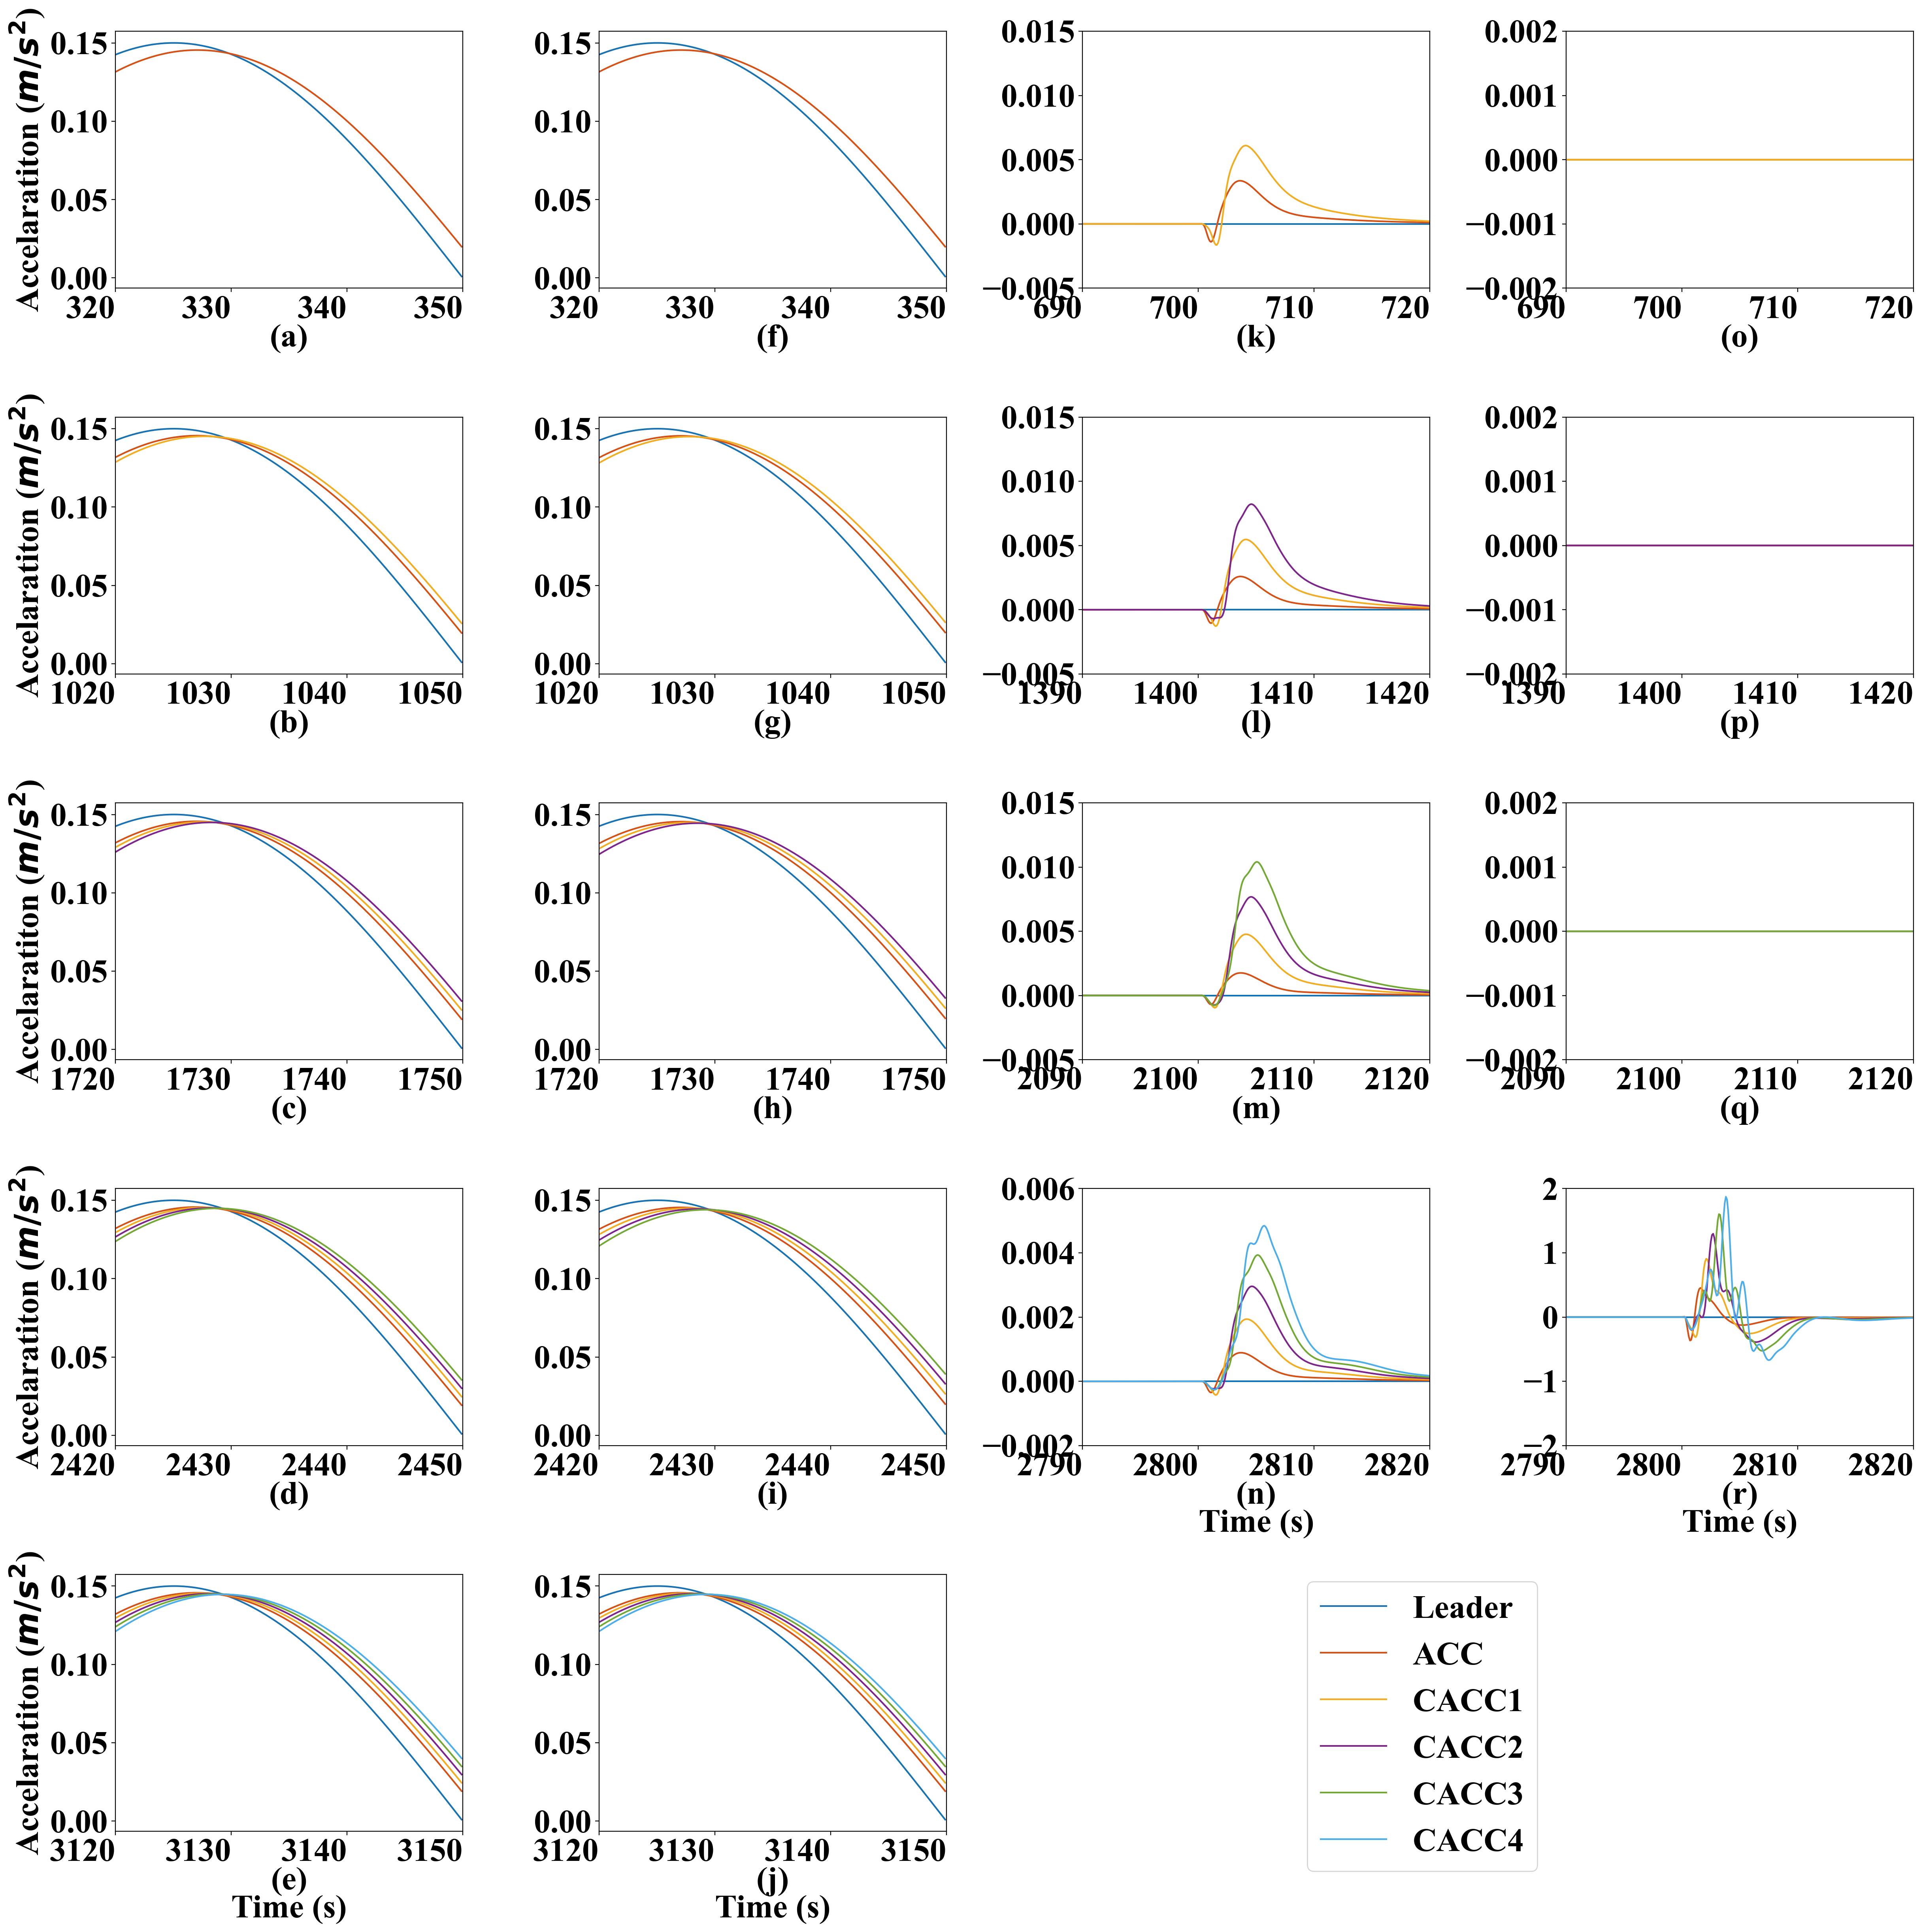 Accelaratiton (m/s²)
0.15
0.10
0.05
0.00
320 330 340 350
(a)
0.15
0.10
0.05
0.00
320 330 340 350
(f)
0.015
0.010
0.005
0.000
−0.005
690 700 710 720
(k)
0.002
0.001
0.000
−0.001
−0.002
690 700 710 720
(o)
Accelaratiton (m/s²)
0.15
0.10
0.05
0.00
1020 1030 1040 1050
(b)
0.15
0.10
0.05
0.00
1020 1030 1040 1050
(g)
0.015
0.010
0.005
0.000
−0.005
1390 1400 1410 1420
(l)
0.002
0.001
0.000
−0.001
−0.002
1390 1400 1410 1420
(p)
Accelaratiton (m/s²)
0.15
0.10
0.05
0.00
1720 1730 1740 1750
(c)
0.15
0.10
0.05
0.00
1720 1730 1740 1750
(h)
0.015
0.010
0.005
0.000
−0.005
2090 2100 2110 2120
(m)
0.002
0.001
0.000
−0.001
−0.002
2090 2100 2110 2120
(q)
Accelaratiton (m/s²)
0.15
0.10
0.05
0.00
2420 2430 2440 2450
(d)
0.15
0.10
0.05
0.00
2420 2430 2440 2450
(i)
0.006
0.004
0.002
0.000
−0.002
2790 2800 2810 2820
(n)
Time (s)
2
1
0
−1
−2
2790 2800 2810 2820
(r)
Time (s)
Accelaratiton (m/s²)
0.15
0.10
0.05
0.00
3120 3130 3140 3150
(e)
Time (s)
0.15
0.10
0.05
0.00
3120 3130 3140 3150
(j)
Time (s)
Leader
ACC
CACC1
CACC2
CACC3
CACC4